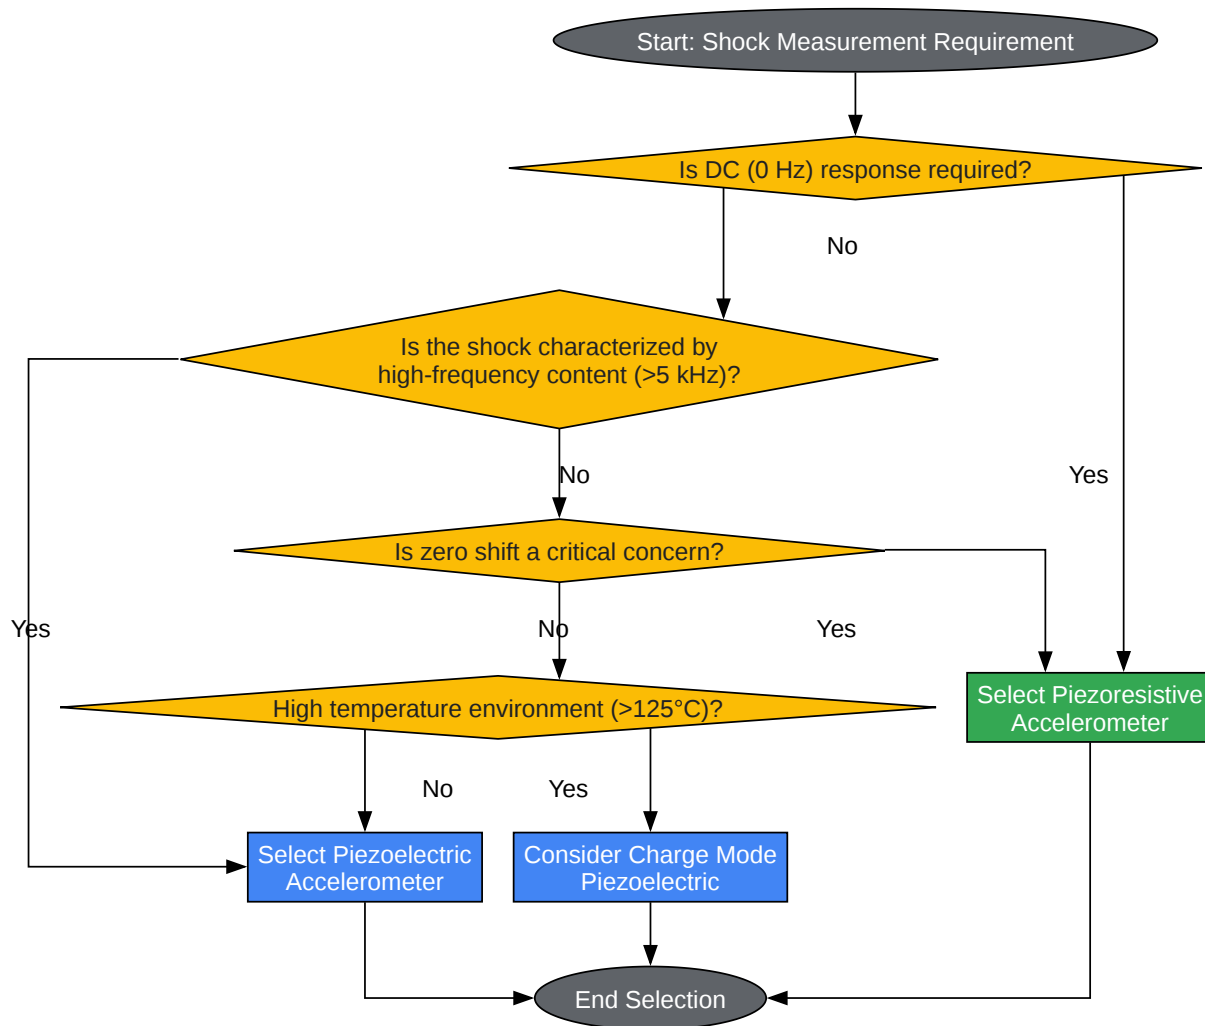 Start: Shock Measurement Requirement
Is DC (0 Hz) response required?
No
Is the shock characterized by
high-frequency content (>5 kHz)?
No
Yes
Is zero shift a critical concern?
Yes
No
Yes
High temperature environment (>125°C)?
Select Piezoresistive
Accelerometer
No
Yes
Select Piezoelectric
Accelerometer
Consider Charge Mode
Piezoelectric
End Selection